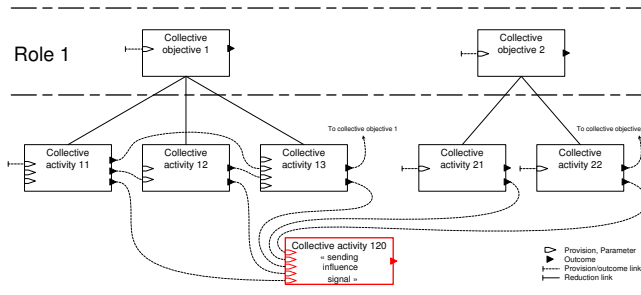 Role 1
Collective
objective 1
Collective
objective 2
To collective objective 1
To collective objective
Collective
activity 11
Collective
activity 12
Collective
activity 13
Collective
activity 21
Collective
activity 22
Collective activity 120
« sending
influence
signal »
Provision, Parameter
Outcome
Provision/outcome link
Reduction link